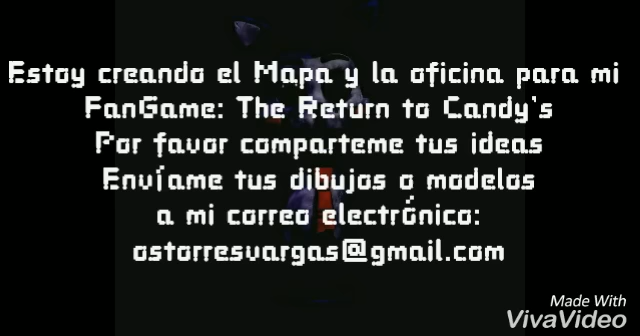 Estoy creando el Mapa y la oficina para mi
FanGame: The Return to Candy's
Por favor comparteme tus ideas
Envíame tus dibujos o modelos
a mi correo electrónico:
ostorresvargas@gmail.com
Made With
VivaVideo